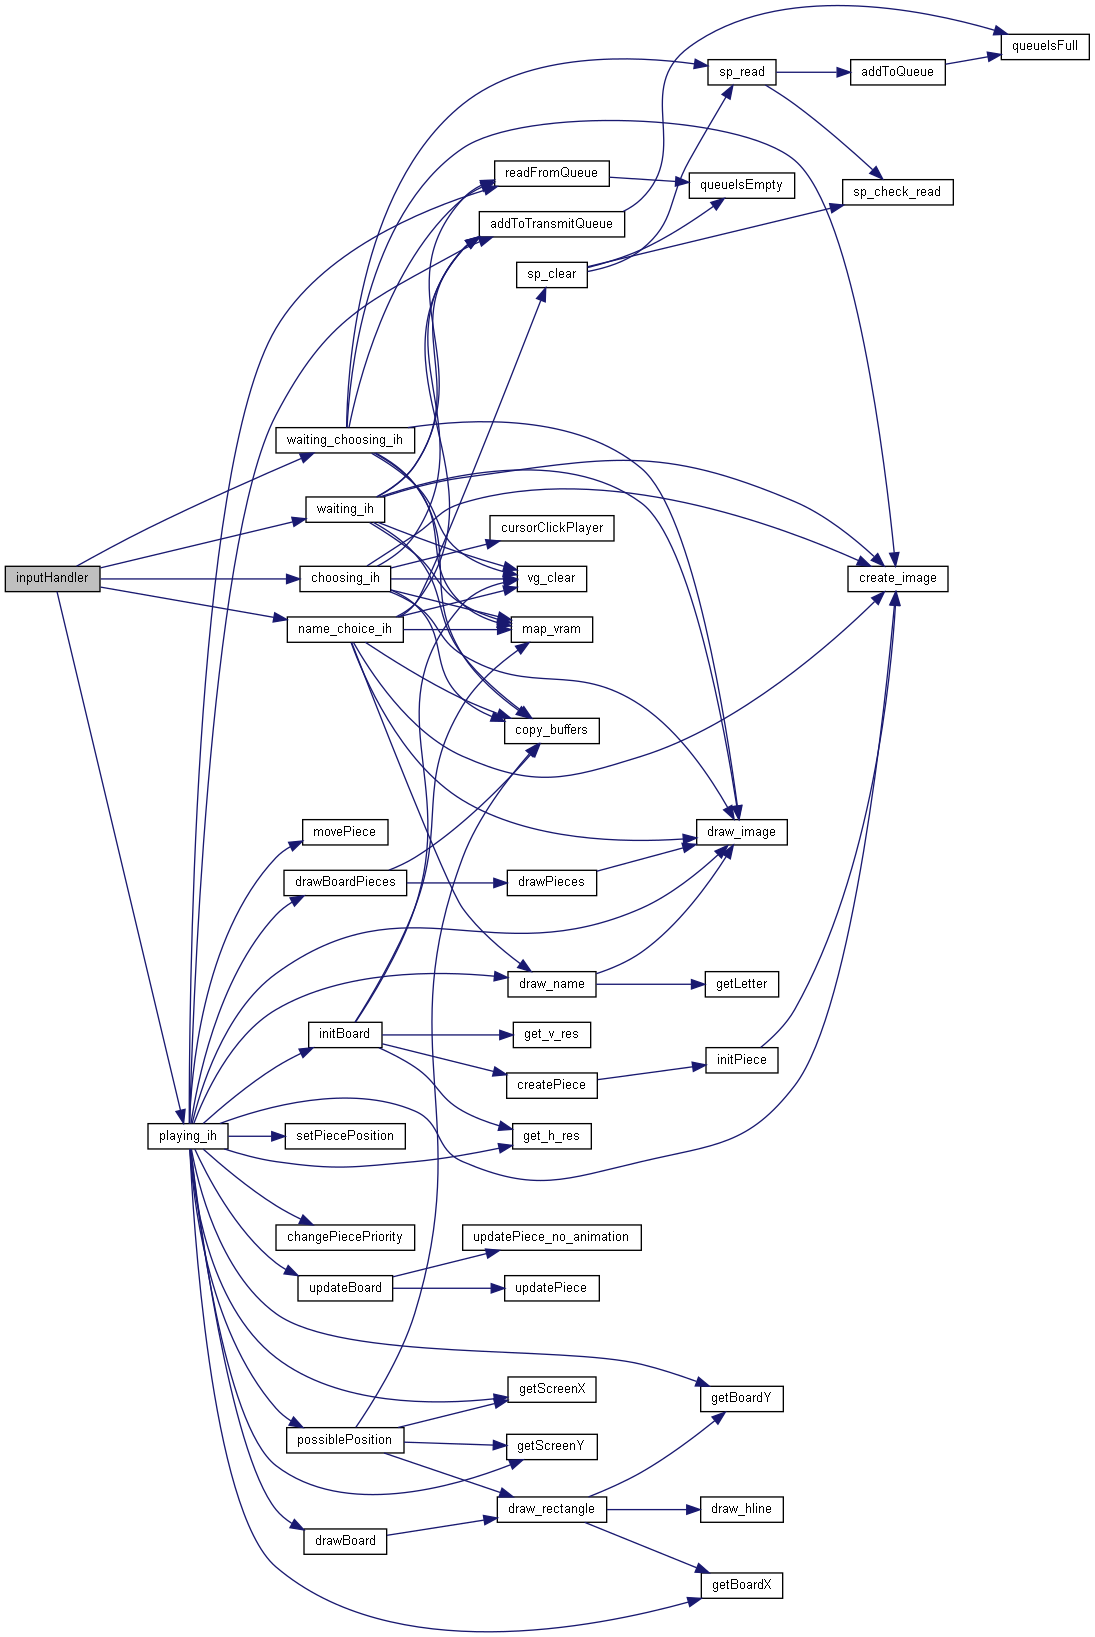 queueIsFull
sp_read
addToQueue
readFromQueue
queueIsEmpty
sp_check_read
addToTransmitQueue
sp_clear
waiting_choosing_ih
waiting_ih
cursorClickPlayer
inputHandler
choosing_ih
vg_clear
create_image
name_choice_ih
map_vram
copy_buffers
movePiece
draw_image
drawBoardPieces
drawPieces
draw_name
getLetter
initBoard
get_v_res
initPiece
createPiece
playing_ih
setPiecePosition
get_h_res
changePiecePriority
updatePiece_no_animation
updateBoard
updatePiece
getScreenX
getBoardY
possiblePosition
getScreenY
draw_rectangle
draw_hline
drawBoard
getBoardX